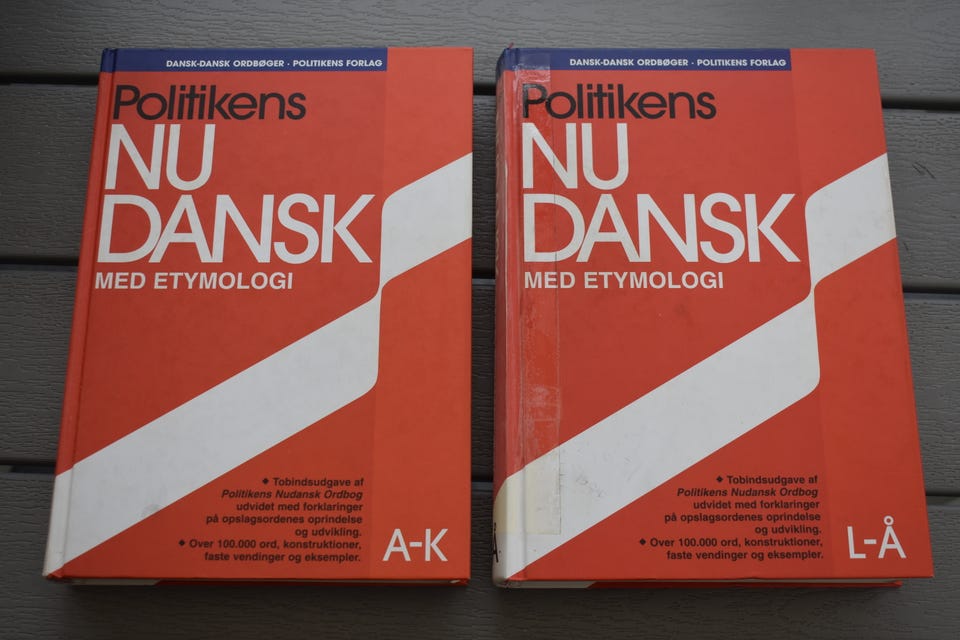 DANSK-DANSK ORDBØGER · POLITIKENS FORLAG
Politikens
NU
DANSK
MED ETYMOLOGI
◆ Tobindsudgave af
Politikens Nudansk Ordbog
udvidet med forklaringer
på opslagsordenes oprindelse
og udvikling.
◆ Over 100.000 ord, konstruktioner,
faste vendinger og eksempler.
A-K
DANSK-DANSK ORDBØGER · POLITIKENS FORLAG
Politikens
NU
DANSK
MED ETYMOLOGI
◆ Tobindsudgave af
Politikens Nudansk Ordbog
udvidet med forklaringer
på opslagsordenes oprindelse
og udvikling.
◆ Over 100.000 ord, konstruktioner,
faste vendinger og eksempler.
L-Å